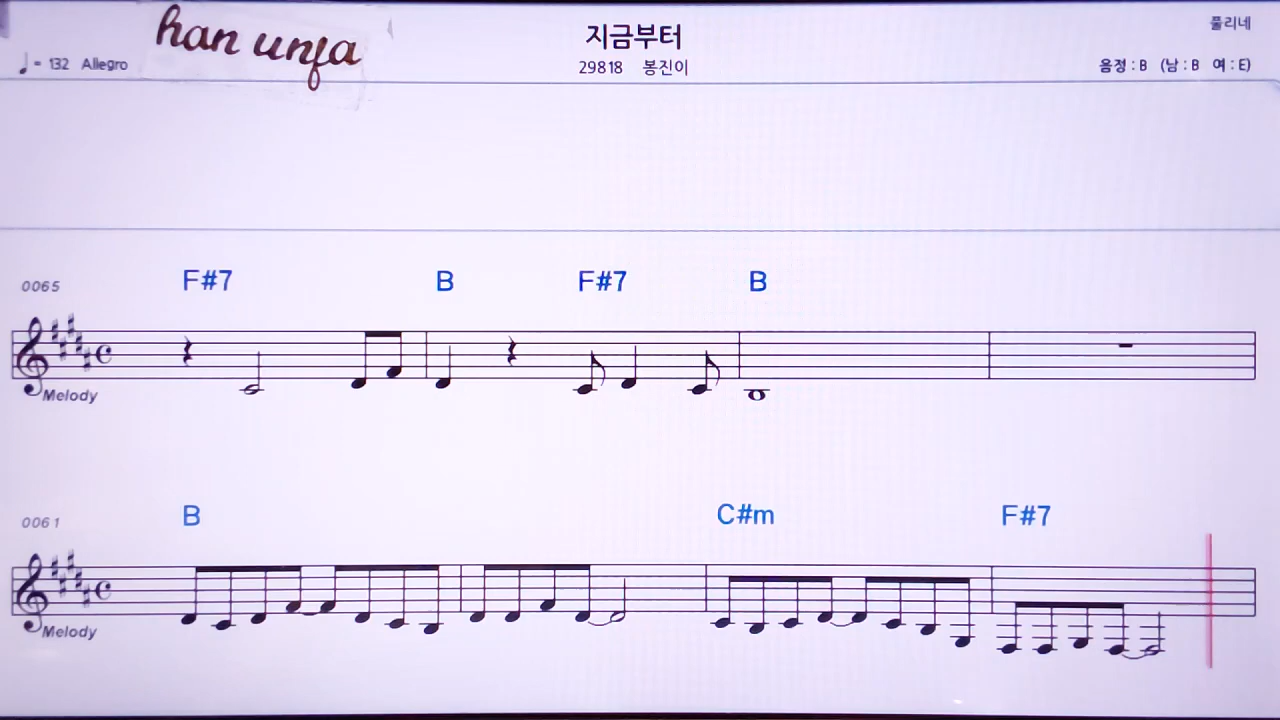 han unfa
지금부터
풀리네
♩= 132 Allegro
29818 봉진이
음정 : B (남 : B 여 : E)
0065
F#7 B F#7 B
Melody
0061
B C#m F#7
Melody